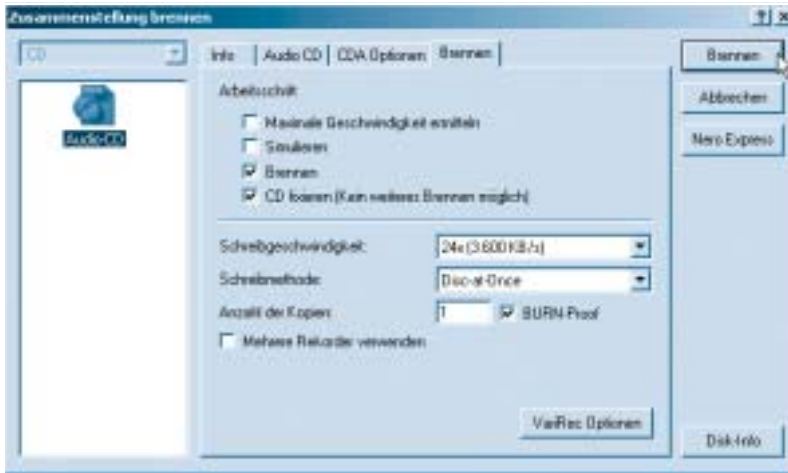 Zusammenstellung brennen
CD
Audio-CD
Info
Audio CD
CDA Optionen
Brennen
Arbeitsschritt
Maximale Geschwindigkeit ermitteln
Simulieren
Brennen
CD fixieren (Kein weiteres Brennen möglich)
Schreibgeschwindigkeit:
24x (3.600 KB/s)
Schreibmethode:
Disc-at-Once
Anzahl der Kopien:
1
BURN-Proof
Mehrere Rekorder verwenden
VariRec Optionen
Brennen
Abbrechen
Nero Express
Disk-Info